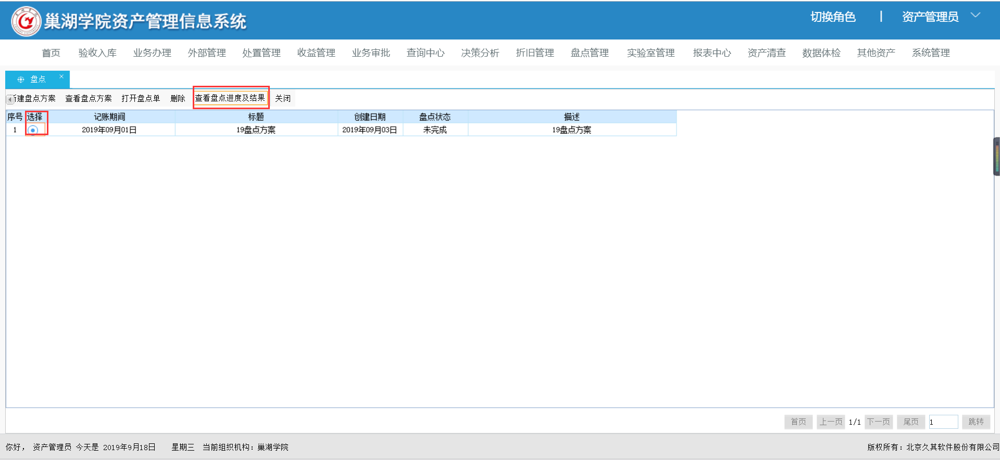 巢湖学院资产管理信息系统
切换角色 | 资产管理员
首页 验收入库 业务办理 外部管理 处置管理 收益管理 业务审批 查询中心 决策分析 折旧管理 盘点管理 实验室管理 报表中心 资产清查 数据体检 其他资产 系统管理
盘点 ×
建盘点方案 查看盘点方案 打开盘点单 删除 查看盘点进度及结果 关闭
序号 选择 记账期间 标题 创建日期 盘点状态 描述
1 2019年09月01日 19盘点方案 2019年09月03日 未完成 19盘点方案
首页 上一页 1/1 下一页 尾页 1 跳转
你好， 资产管理员 今天是 2019年9月18日 星期三 当前组织机构：巢湖学院
版权所有：北京久其软件股份有限公司